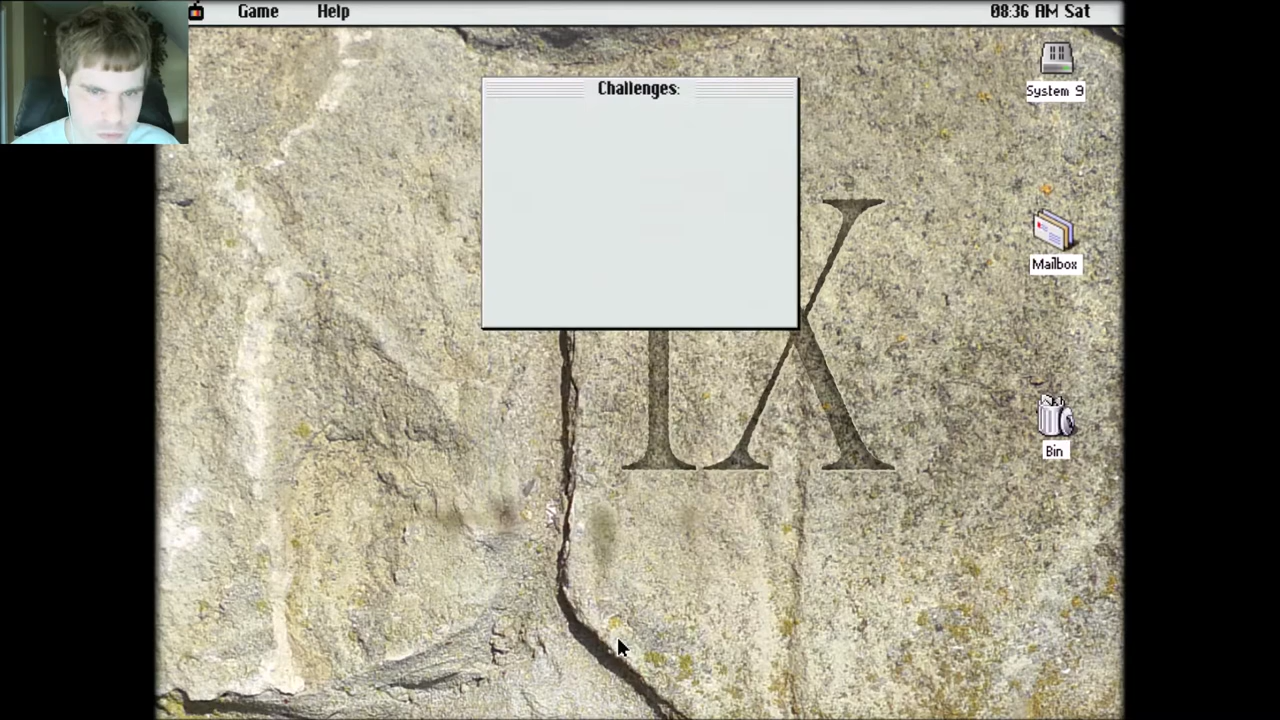 Game Help 08:36 AM Sat
Challenges:
System 9
IX
Mailbox
Bin